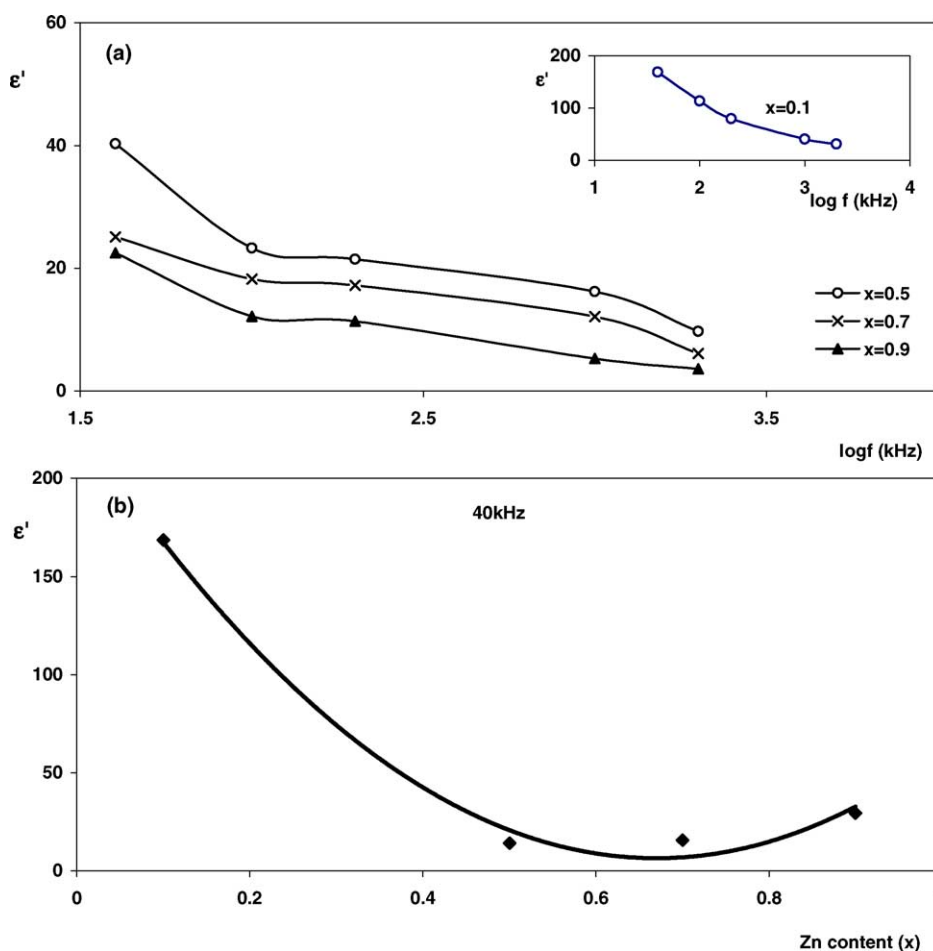 60
(a)
ε'
40
20
0
1.5
2.5
3.5
logf (kHz)
200
ε'
100
0
x=0.1
1
2
3
4
log f (kHz)
x=0.5
x=0.7
x=0.9
200
(b)
40kHz
ε'
150
100
50
0
0
0.2
0.4
0.6
0.8
Zn content (x)